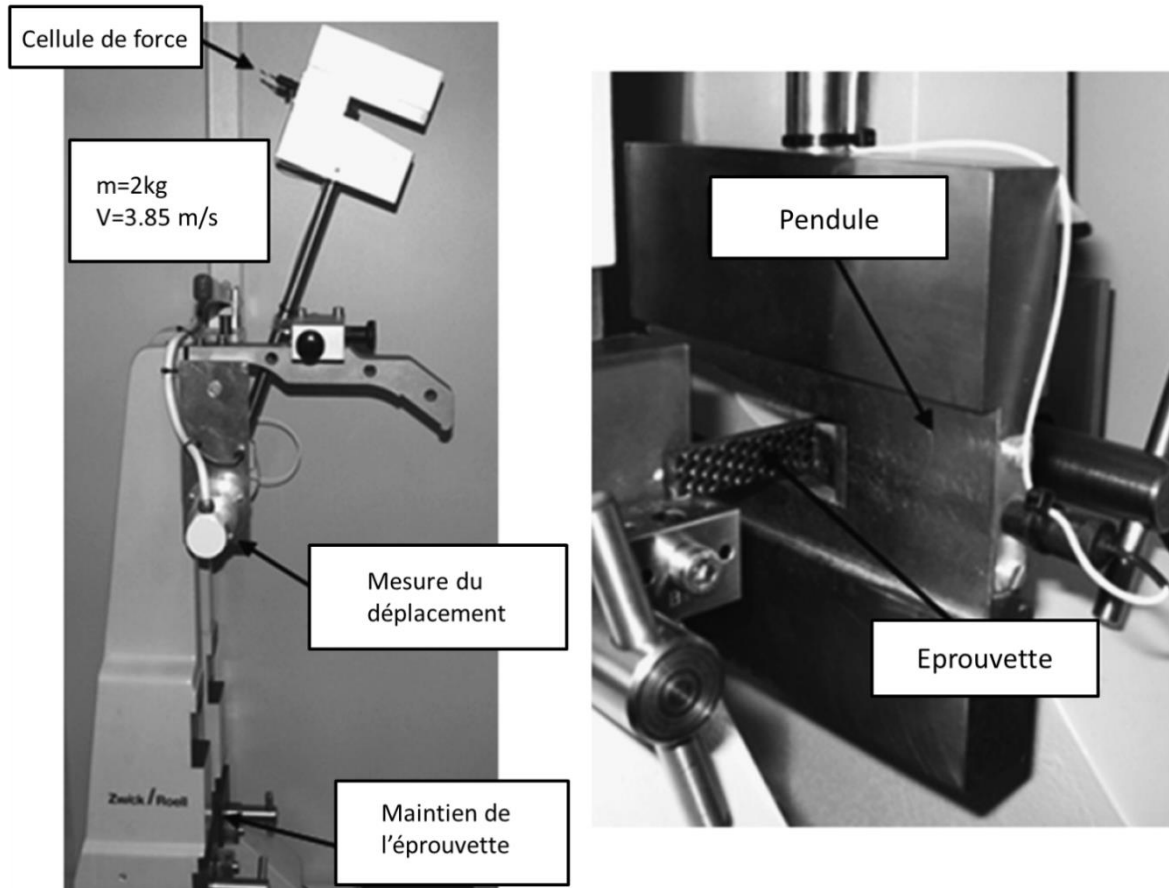 Cellule de force
m=2kg
V=3.85 m/s
Mesure du
déplacement
Zwick / Roell
Maintien de
l'éprouvette
Pendule
Eprouvette